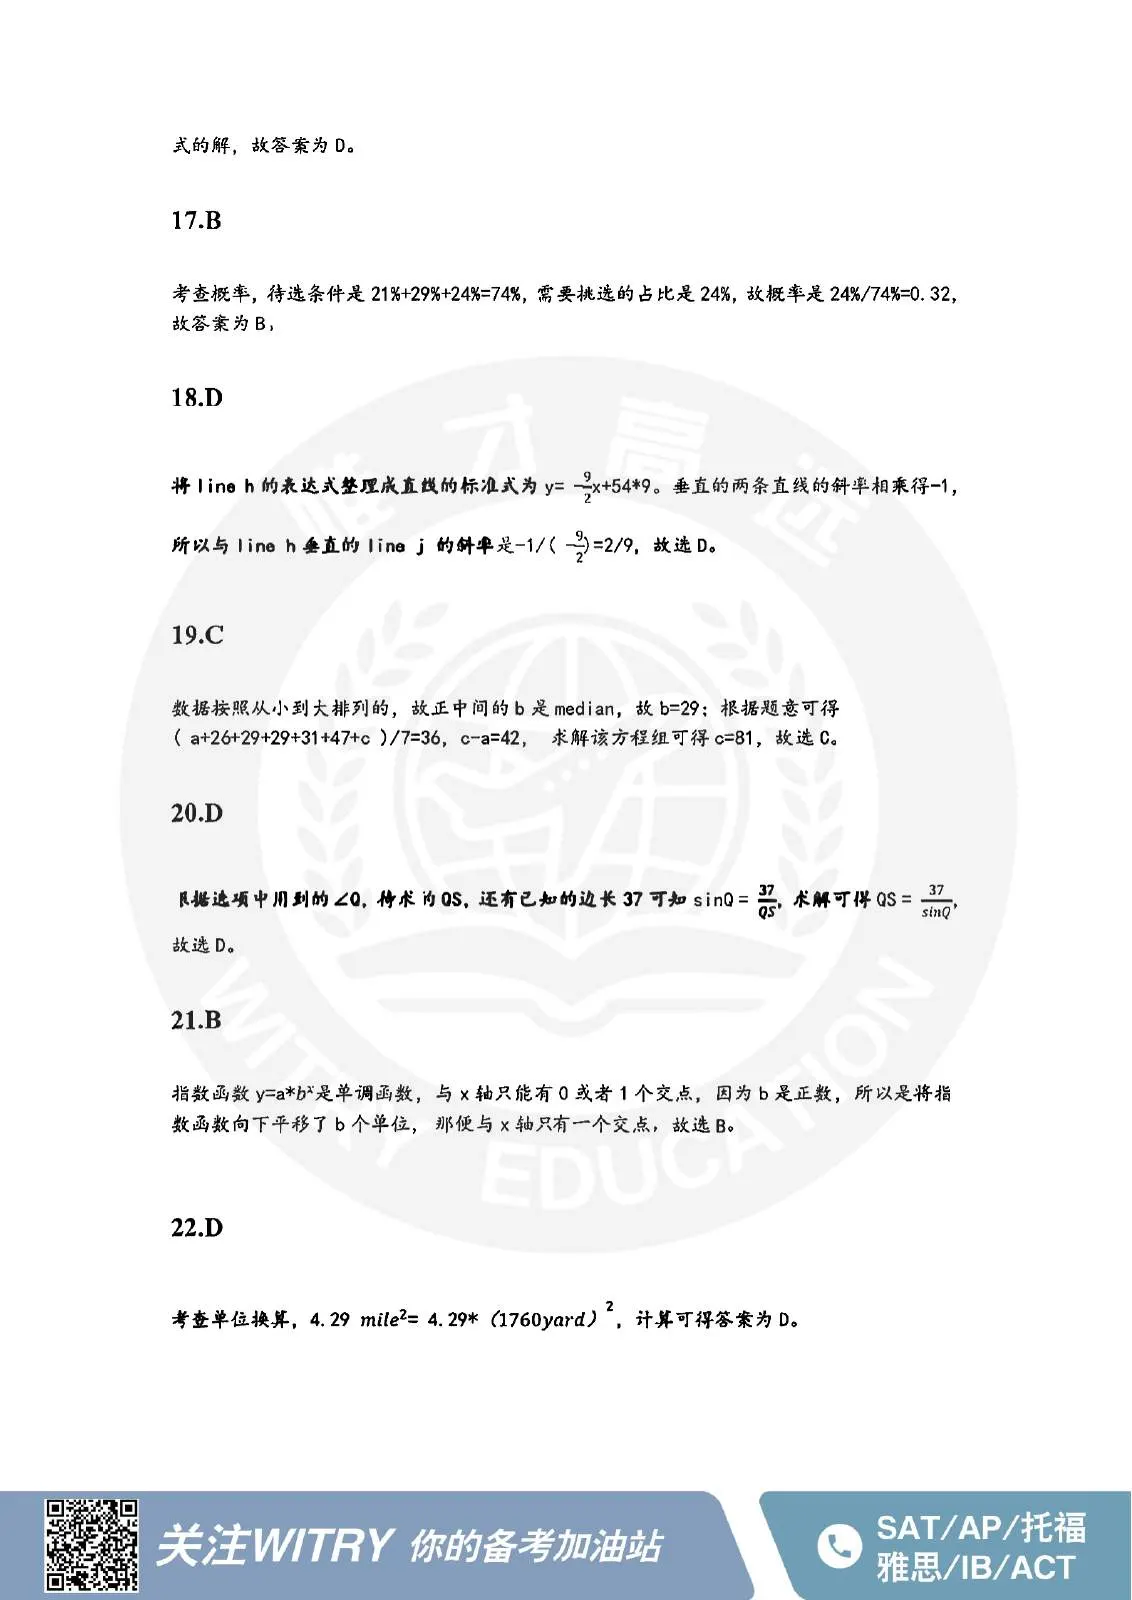 式的解，故答案为 D。
17.B
考查概率，待选条件是 21%+29%+24%=74%，需要挑选的占比是 24%，故概率是 24%/74%=0.32，
故答案为 B，
18.D
将 line h 的表达式整理成直线的标准式为 y= -9/2x+54*9。垂直的两条直线的斜率相乘得-1，
所以与 line h 垂直的 line j 的斜率是-1/( -9/2)=2/9，故选 D。
19.C
数据按照从小到大排列的，故正中间的 b 是 median，故 b=29；根据题意可得
( a+26+29+29+31+47+c )/7=36，c-a=42， 求解该方程组可得 c=81，故选 C。
20.D
据选项中用到的∠Q，待求的 QS，还有已知的边长 37 可知 sinQ = 37/QS，求解可得 QS = 37/sinQ，
故选 D。
21.B
指数函数 y=a*bˣ是单调函数，与 x 轴只能有 0 或者 1 个交点，因为 b 是正数，所以是将指
数函数向下平移了 b 个单位， 那便与 x 轴只有一个交点，故选 B。
22.D
考查单位换算，4.29 mile²= 4.29*（1760yard）²，计算可得答案为 D。
惟才高远
WITRY EDUCATION
关注WITRY 你的备考加油站
SAT/AP/托福
雅思/IB/ACT